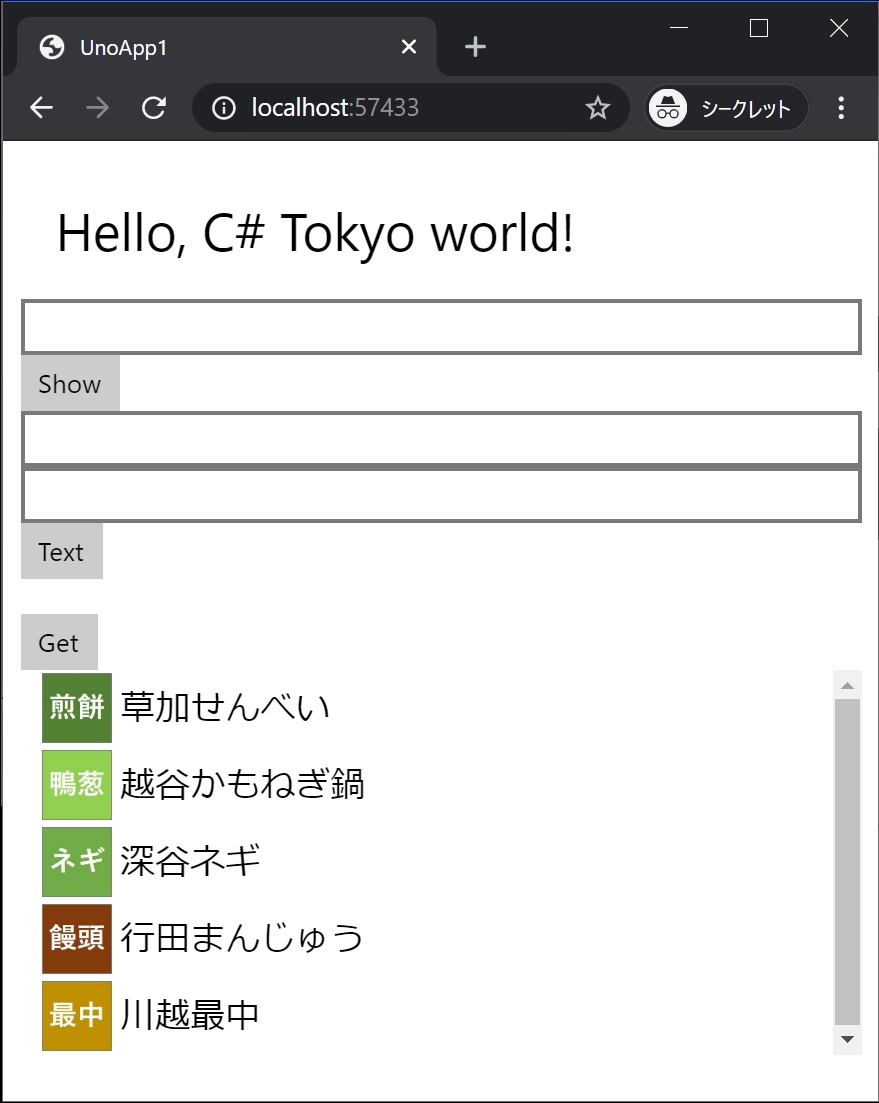 UnoApp1
localhost:57433
シークレット
Hello, C# Tokyo world!
Show
Text
Get
煎餅 草加せんべい
鴨葱 越谷かもねぎ鍋
ネギ 深谷ネギ
饅頭 行田まんじゅう
最中 川越最中